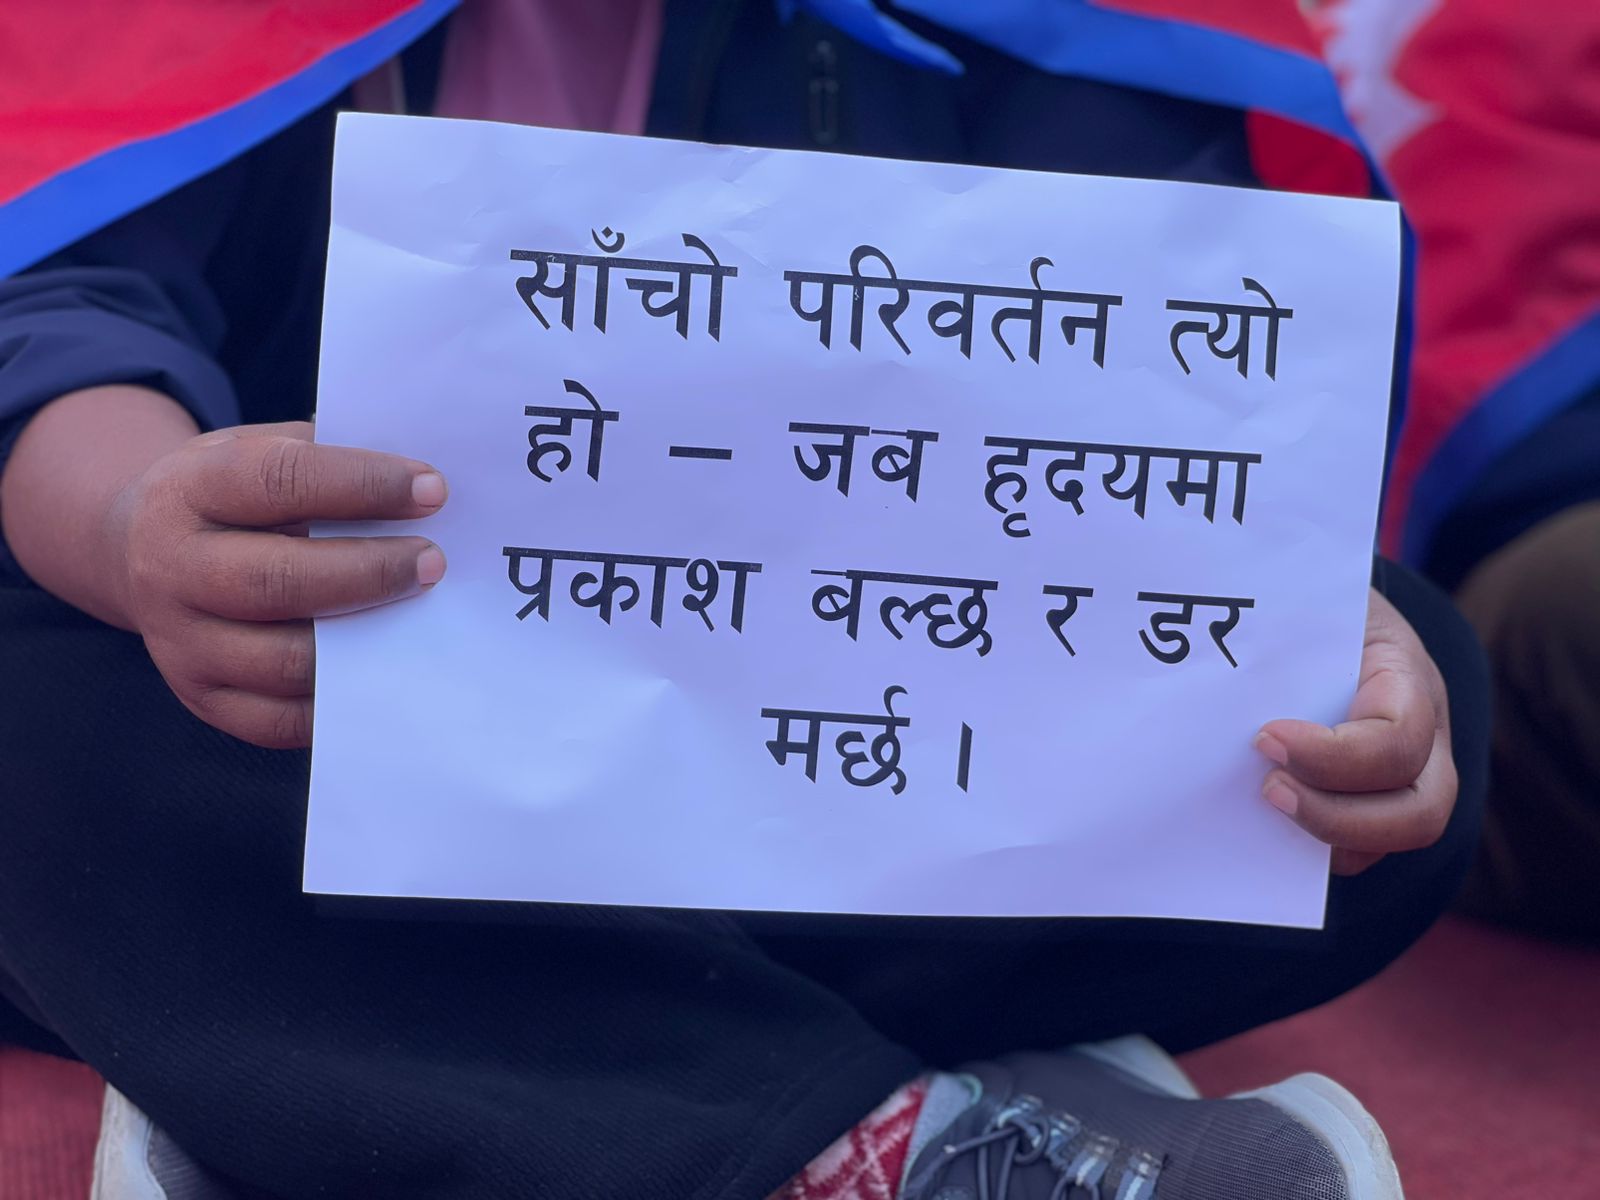 साँचो परिवर्तन त्यो
हो – जब हृदयमा
प्रकाश बल्छ र डर
मर्छ ।